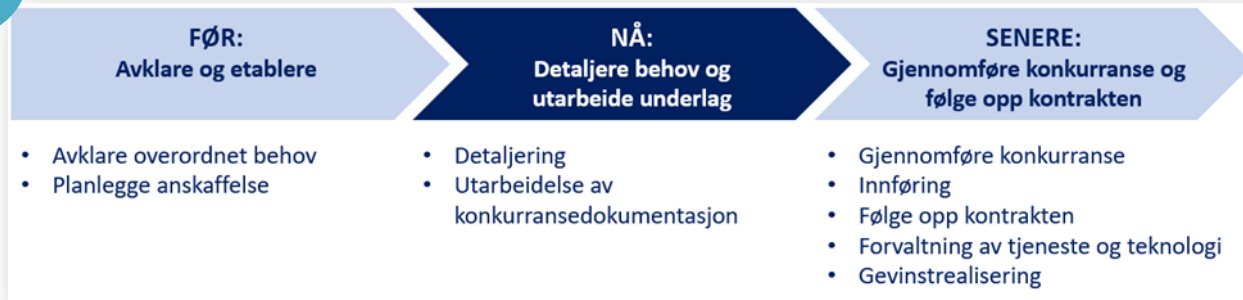 FØR:
Avklare og etablere
• Avklare overordnet behov
• Planlegge anskaffelse
NÅ:
Detaljere behov og
utarbeide underlag
• Detaljering
• Utarbeidelse av
konkurransedokumentasjon
SENERE:
Gjennomføre konkurranse og
følge opp kontrakten
• Gjennomføre konkurranse
• Innføring
• Følge opp kontrakten
• Forvaltning av tjeneste og teknologi
• Gevinstrealisering